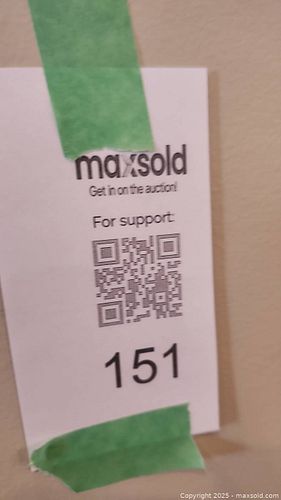 maxsold
Get in on the auction!
For support:
151
Copyright 2025 - maxsold.com